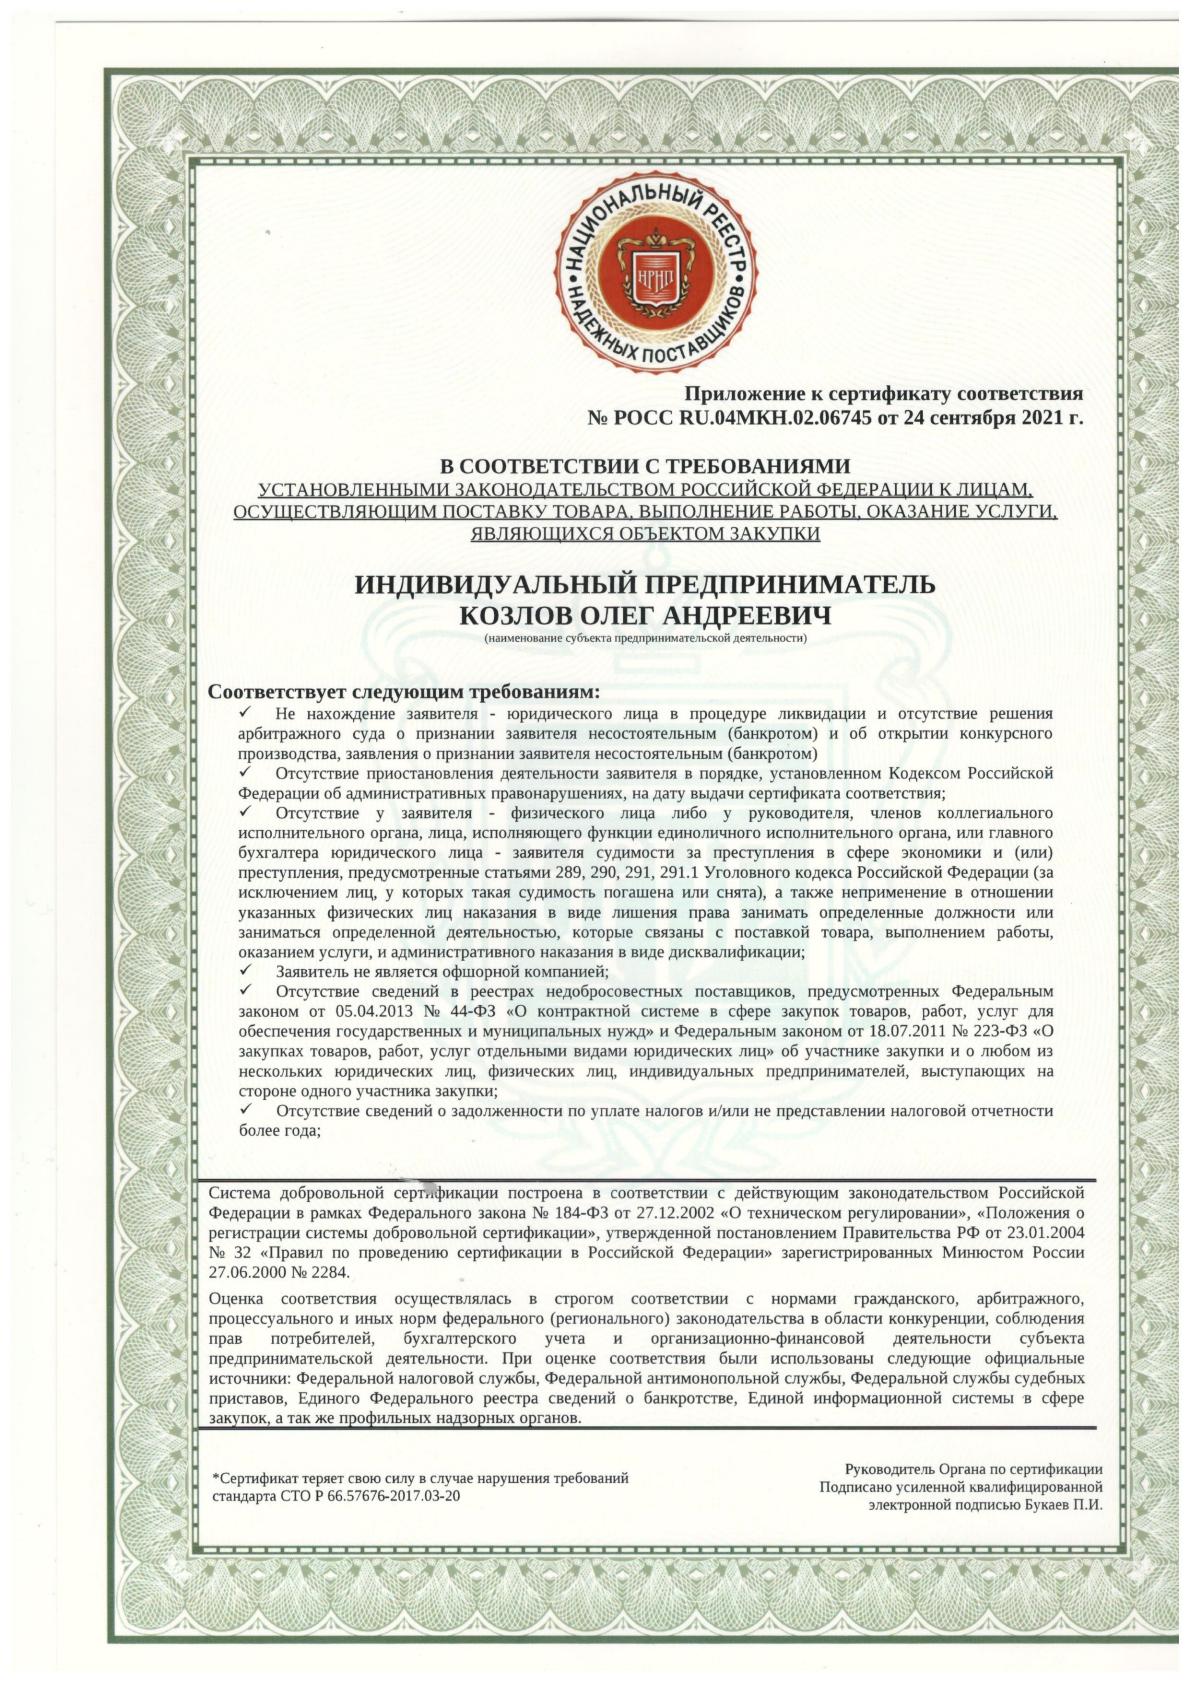 НАЦИОНАЛЬНЫЙ РЕЕСТР
НАДЕЖНЫХ ПОСТАВЩИКОВ
НРНП
Приложение к сертификату соответствия
№ РОСС RU.04МКН.02.06745 от 24 сентября 2021 г.
В СООТВЕТСТВИИ С ТРЕБОВАНИЯМИ
УСТАНОВЛЕННЫМИ ЗАКОНОДАТЕЛЬСТВОМ РОССИЙСКОЙ ФЕДЕРАЦИИ К ЛИЦАМ,
ОСУЩЕСТВЛЯЮЩИМ ПОСТАВКУ ТОВАРА, ВЫПОЛНЕНИЕ РАБОТЫ, ОКАЗАНИЕ УСЛУГИ,
ЯВЛЯЮЩИХСЯ ОБЪЕКТОМ ЗАКУПКИ
ИНДИВИДУАЛЬНЫЙ ПРЕДПРИНИМАТЕЛЬ
КОЗЛОВ ОЛЕГ АНДРЕЕВИЧ
(наименование субъекта предпринимательской деятельности)
Соответствует следующим требованиям:
✓ Не нахождение заявителя - юридического лица в процедуре ликвидации и отсутствие решения
арбитражного суда о признании заявителя несостоятельным (банкротом) и об открытии конкурсного
производства, заявления о признании заявителя несостоятельным (банкротом)
✓ Отсутствие приостановления деятельности заявителя в порядке, установленном Кодексом Российской
Федерации об административных правонарушениях, на дату выдачи сертификата соответствия;
✓ Отсутствие у заявителя - физического лица либо у руководителя, членов коллегиального
исполнительного органа, лица, исполняющего функции единоличного исполнительного органа, или главного
бухгалтера юридического лица - заявителя судимости за преступления в сфере экономики и (или)
преступления, предусмотренные статьями 289, 290, 291, 291.1 Уголовного кодекса Российской Федерации (за
исключением лиц, у которых такая судимость погашена или снята), а также неприменение в отношении
указанных физических лиц наказания в виде лишения права занимать определенные должности или
заниматься определенной деятельностью, которые связаны с поставкой товара, выполнением работы,
оказанием услуги, и административного наказания в виде дисквалификации;
✓ Заявитель не является офшорной компанией;
✓ Отсутствие сведений в реестрах недобросовестных поставщиков, предусмотренных Федеральным
законом от 05.04.2013 № 44-ФЗ «О контрактной системе в сфере закупок товаров, работ, услуг для
обеспечения государственных и муниципальных нужд» и Федеральным законом от 18.07.2011 № 223-ФЗ «О
закупках товаров, работ, услуг отдельными видами юридических лиц» об участнике закупки и о любом из
нескольких юридических лиц, физических лиц, индивидуальных предпринимателей, выступающих на
стороне одного участника закупки;
✓ Отсутствие сведений о задолженности по уплате налогов и/или не представлении налоговой отчетности
более года;
Система добровольной сертификации построена в соответствии с действующим законодательством Российской
Федерации в рамках Федерального закона № 184-ФЗ от 27.12.2002 «О техническом регулировании», «Положения о
регистрации системы добровольной сертификации», утвержденной постановлением Правительства РФ от 23.01.2004
№ 32 «Правил по проведению сертификации в Российской Федерации» зарегистрированных Минюстом России
27.06.2000 № 2284.
Оценка соответствия осуществлялась в строгом соответствии с нормами гражданского, арбитражного,
процессуального и иных норм федерального (регионального) законодательства в области конкуренции, соблюдения
прав потребителей, бухгалтерского учета и организационно-финансовой деятельности субъекта
предпринимательской деятельности. При оценке соответствия были использованы следующие официальные
источники: Федеральной налоговой службы, Федеральной антимонопольной службы, Федеральной службы судебных
приставов, Единого Федерального реестра сведений о банкротстве, Единой информационной системы в сфере
закупок, а так же профильных надзорных органов.
*Сертификат теряет свою силу в случае нарушения требований
стандарта СТО Р 66.57676-2017.03-20
Руководитель Органа по сертификации
Подписано усиленной квалифицированной
электронной подписью Букаев П.И.